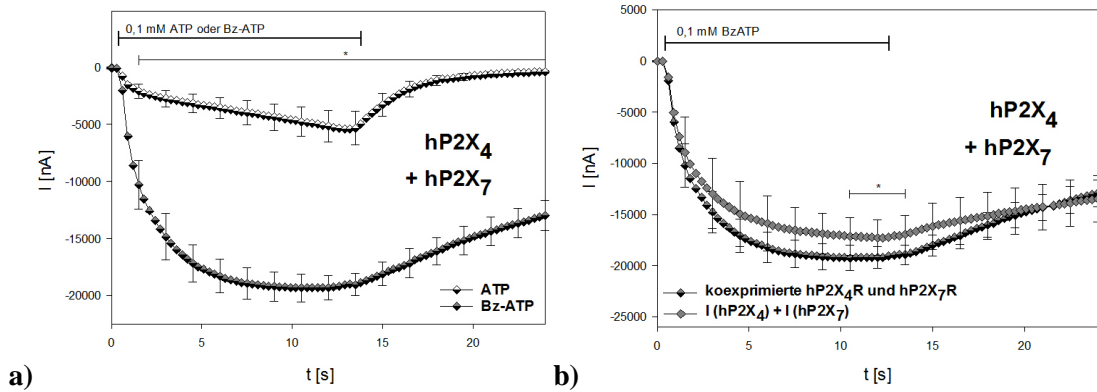 0,1 mM ATP oder Bz-ATP
*
0
-5000
-10000
-15000
-20000
I [nA]
hP2X4
+ hP2X7
ATP
Bz-ATP
0 5 10 15 20
t [s]
a)
5000
0
-5000
-10000
-15000
-20000
-25000
I [nA]
0,1 mM BzATP
hP2X4
+ hP2X7
*
koexprimierte hP2X4R und hP2X7R
I (hP2X4) + I (hP2X7)
0 5 10 15 20
t [s]
b)